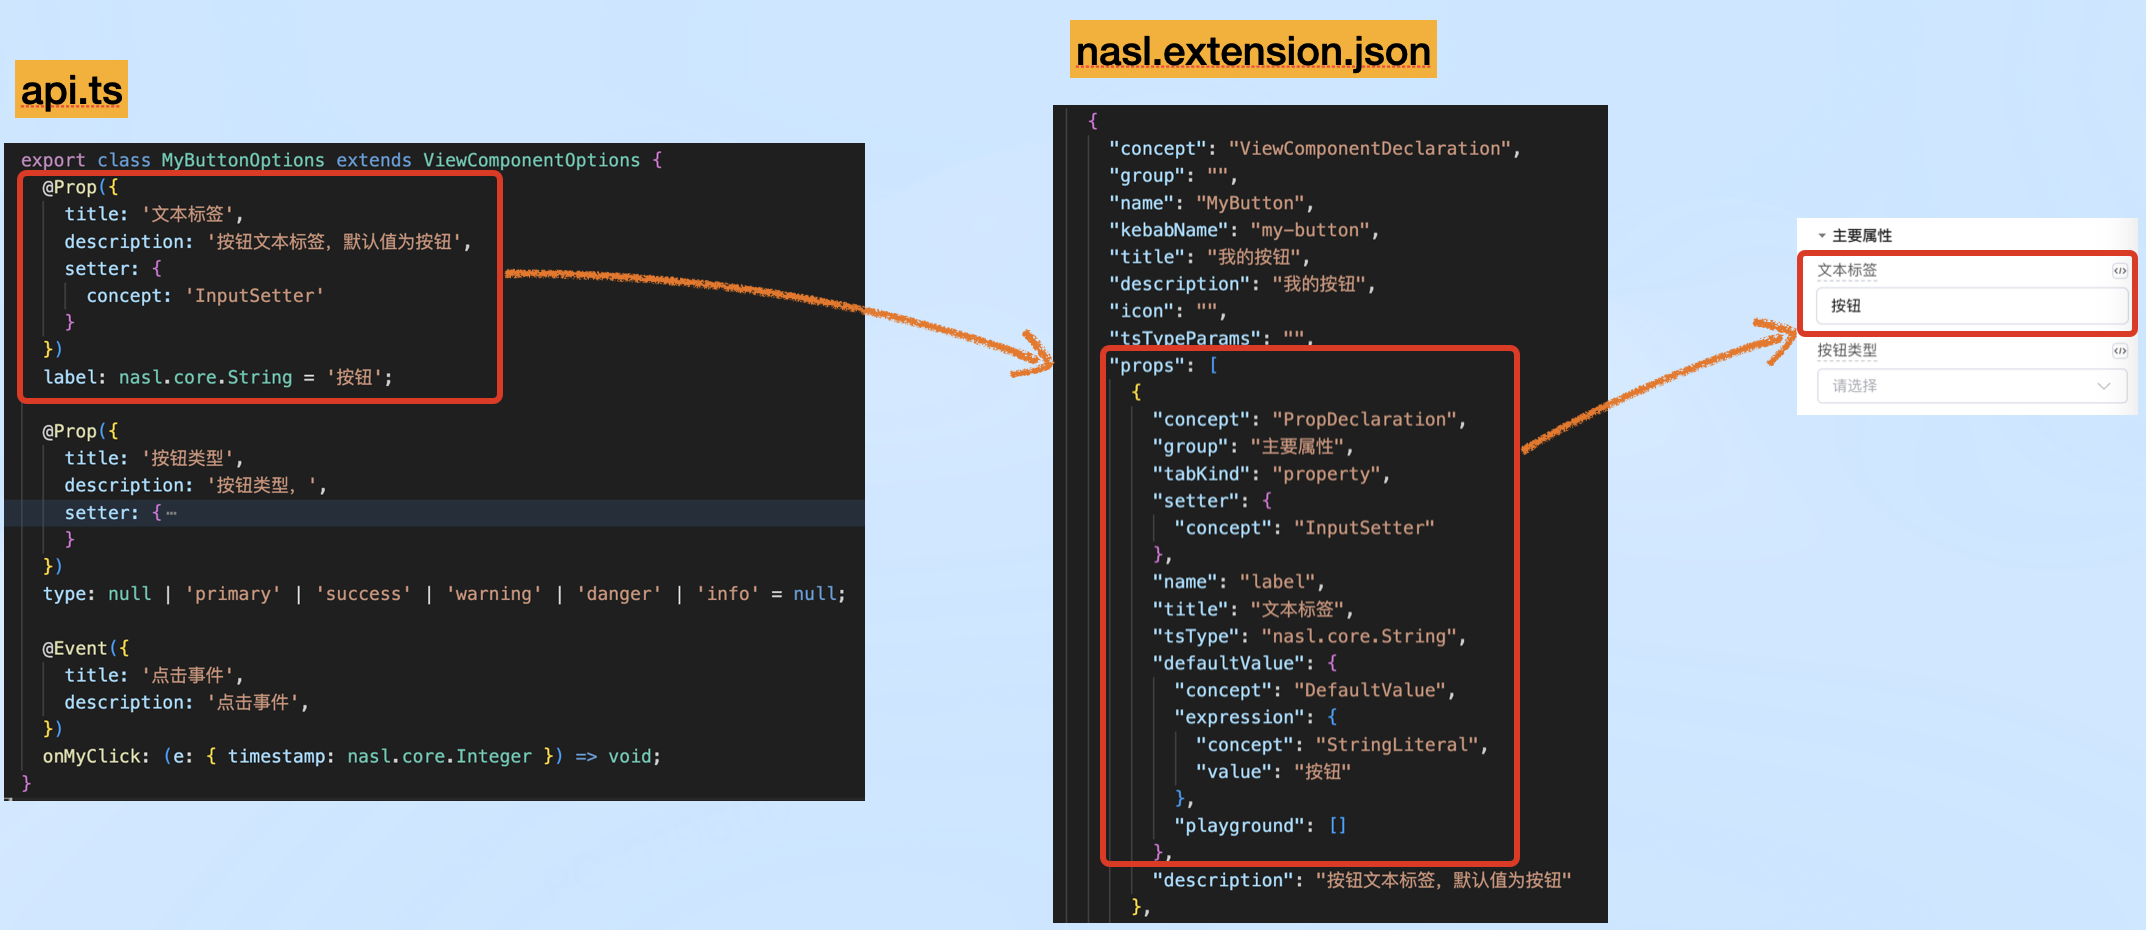 api.ts
export class MyButtonOptions extends ViewComponentOptions {
@Prop({
title: '文本标签',
description: '按钮文本标签，默认值为按钮',
setter: {
concept: 'InputSetter'
}
})
label: nasl.core.String = '按钮';
@Prop({
title: '按钮类型',
description: '按钮类型，',
setter: {…
}
})
type: null | 'primary' | 'success' | 'warning' | 'danger' | 'info' = null;
@Event({
title: '点击事件',
description: '点击事件',
})
onMyClick: (e: { timestamp: nasl.core.Integer }) => void;
}
nasl.extension.json
{
"concept": "ViewComponentDeclaration",
"group": "",
"name": "MyButton",
"kebabName": "my-button",
"title": "我的按钮",
"description": "我的按钮",
"icon": "",
"tsTypeParams": "",
"props": [
{
"concept": "PropDeclaration",
"group": "主要属性",
"tabKind": "property",
"setter": {
"concept": "InputSetter"
},
"name": "label",
"title": "文本标签",
"tsType": "nasl.core.String",
"defaultValue": {
"concept": "DefaultValue",
"expression": {
"concept": "StringLiteral",
"value": "按钮"
},
"playground": []
},
"description": "按钮文本标签，默认值为按钮"
},
主要属性
文本标签
按钮
按钮类型
请选择